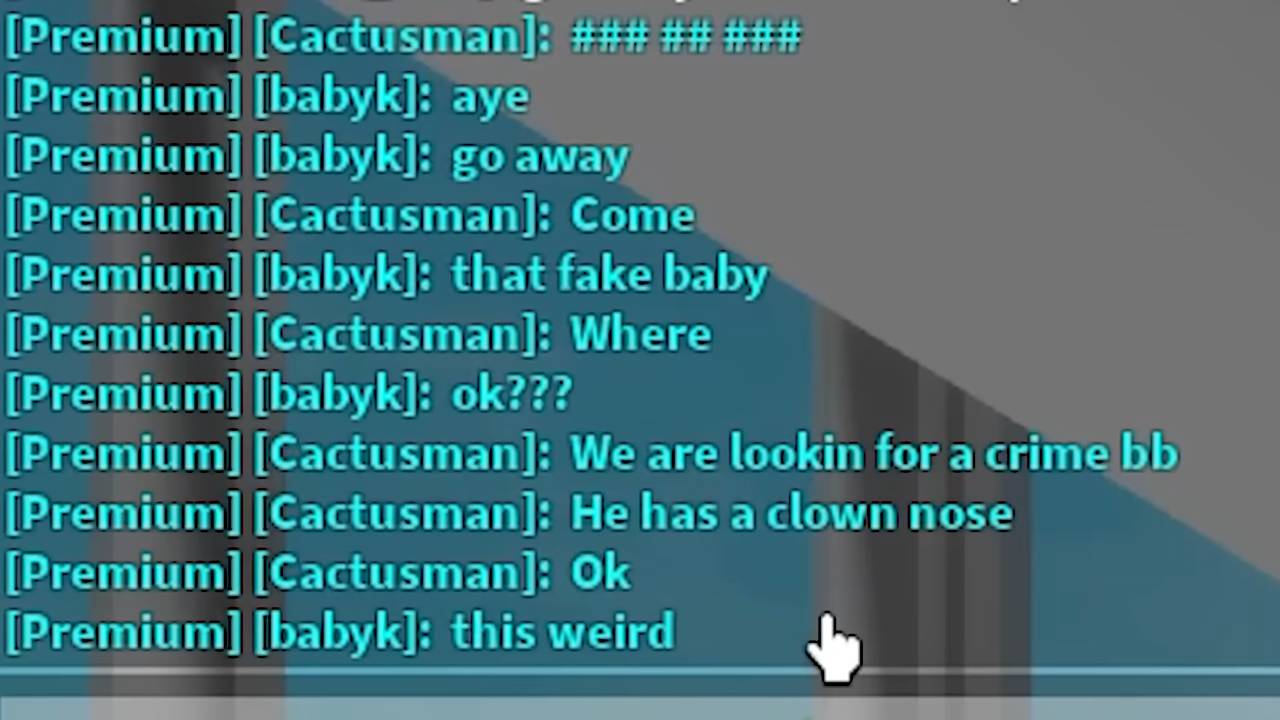 [Premium] [Cactusman]: ### ## ###
[Premium] [babyk]: aye
[Premium] [babyk]: go away
[Premium] [Cactusman]: Come
[Premium] [babyk]: that fake baby
[Premium] [Cactusman]: Where
[Premium] [babyk]: ok???
[Premium] [Cactusman]: We are lookin for a crime bb
[Premium] [Cactusman]: He has a clown nose
[Premium] [Cactusman]: Ok
[Premium] [babyk]: this weird